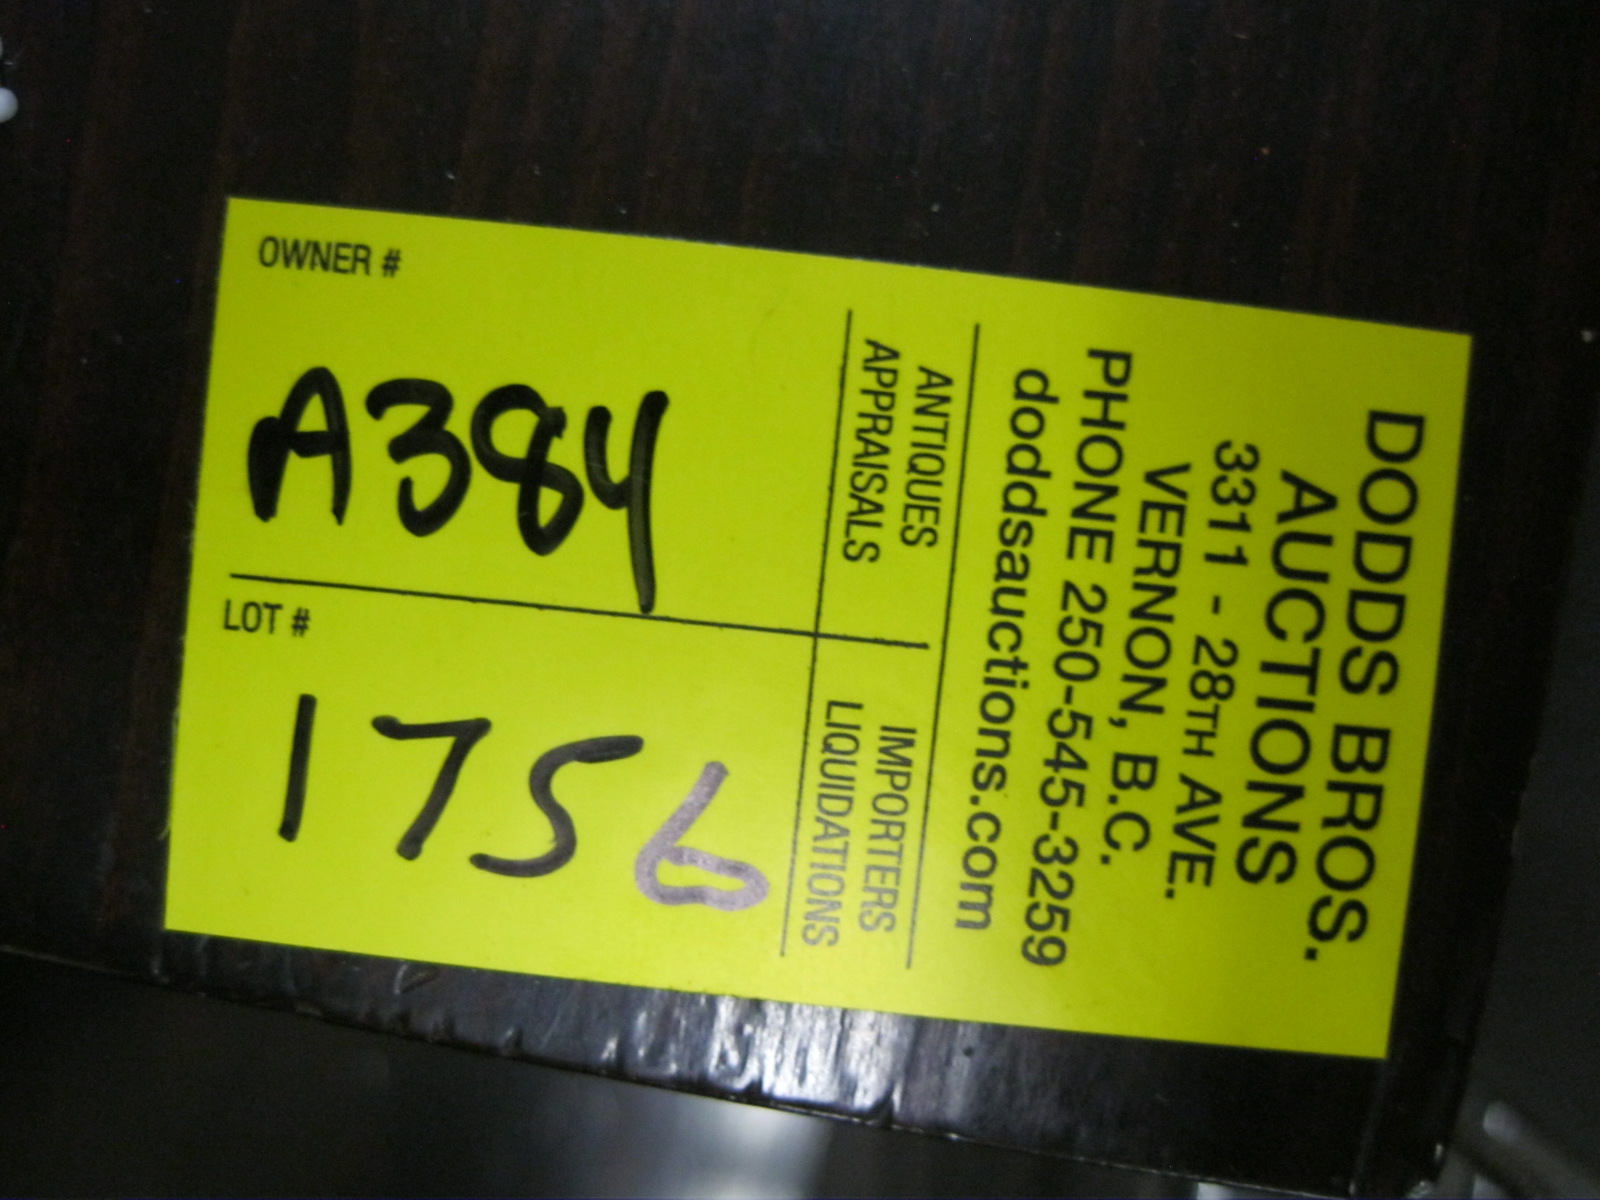 DODDS BROS.
AUCTIONS
3311 - 28TH AVE.
VERNON, B.C.
PHONE 250-545-3259
doddsauctions.com
ANTIQUES
APPRAISALS
IMPORTERS
LIQUIDATIONS
OWNER #
A384
LOT #
1756